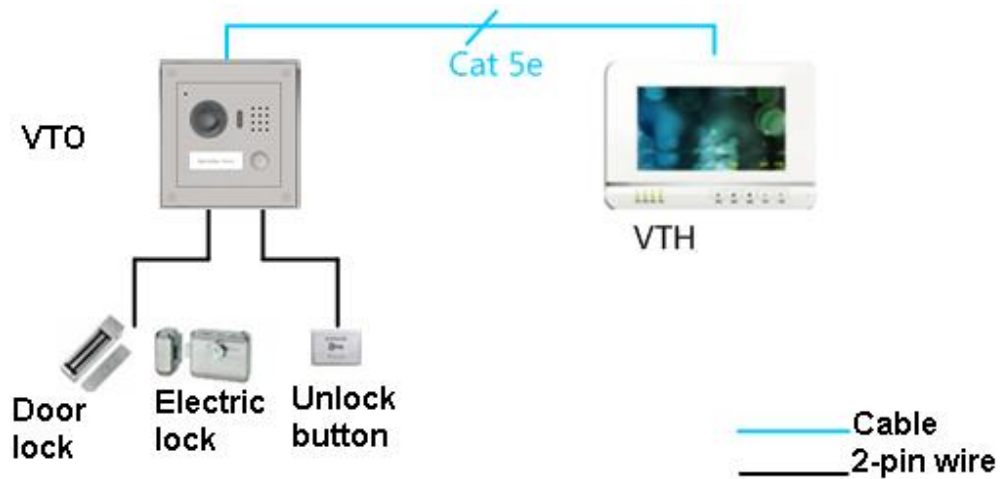 Cat 5e
VTO
VTH
Door
lock
Electric
lock
Unlock
button
Cable
2-pin wire